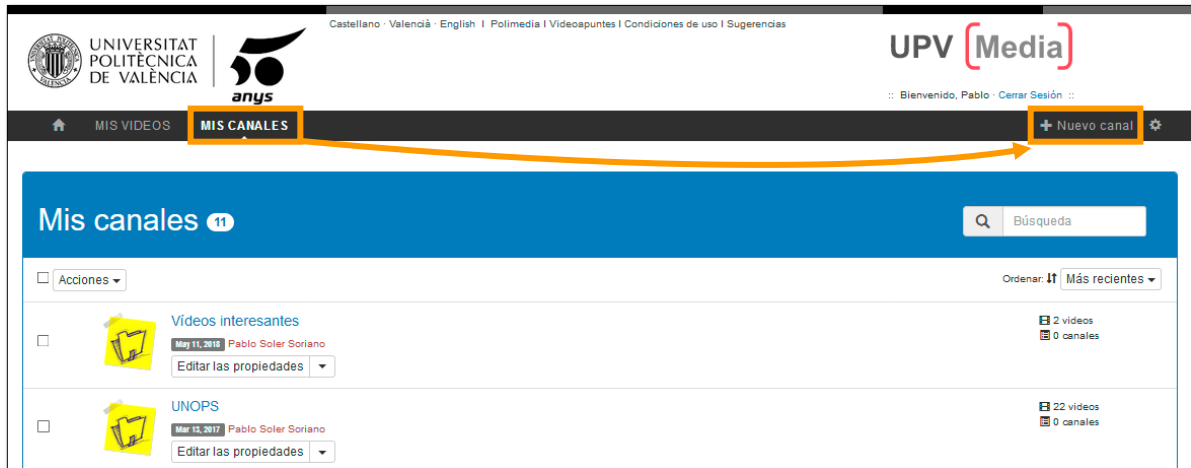 Castellano · Valencià · English I Polimedia I Videoapuntes I Condiciones de uso I Sugerencias
UNIVERSITAT
POLITÈCNICA
DE VALÈNCIA
50
anys
UPV [Media]
:: Bienvenido, Pablo · Cerrar Sesión ::
MIS VIDEOS MIS CANALES + Nuevo canal
Mis canales 11
Búsqueda
Acciones
Ordenar: Más recientes
Vídeos interesantes
May 11, 2018 Pablo Soler Soriano
Editar las propiedades
2 videos
0 canales
UNOPS
Mar 13, 2017 Pablo Soler Soriano
Editar las propiedades
22 videos
0 canales